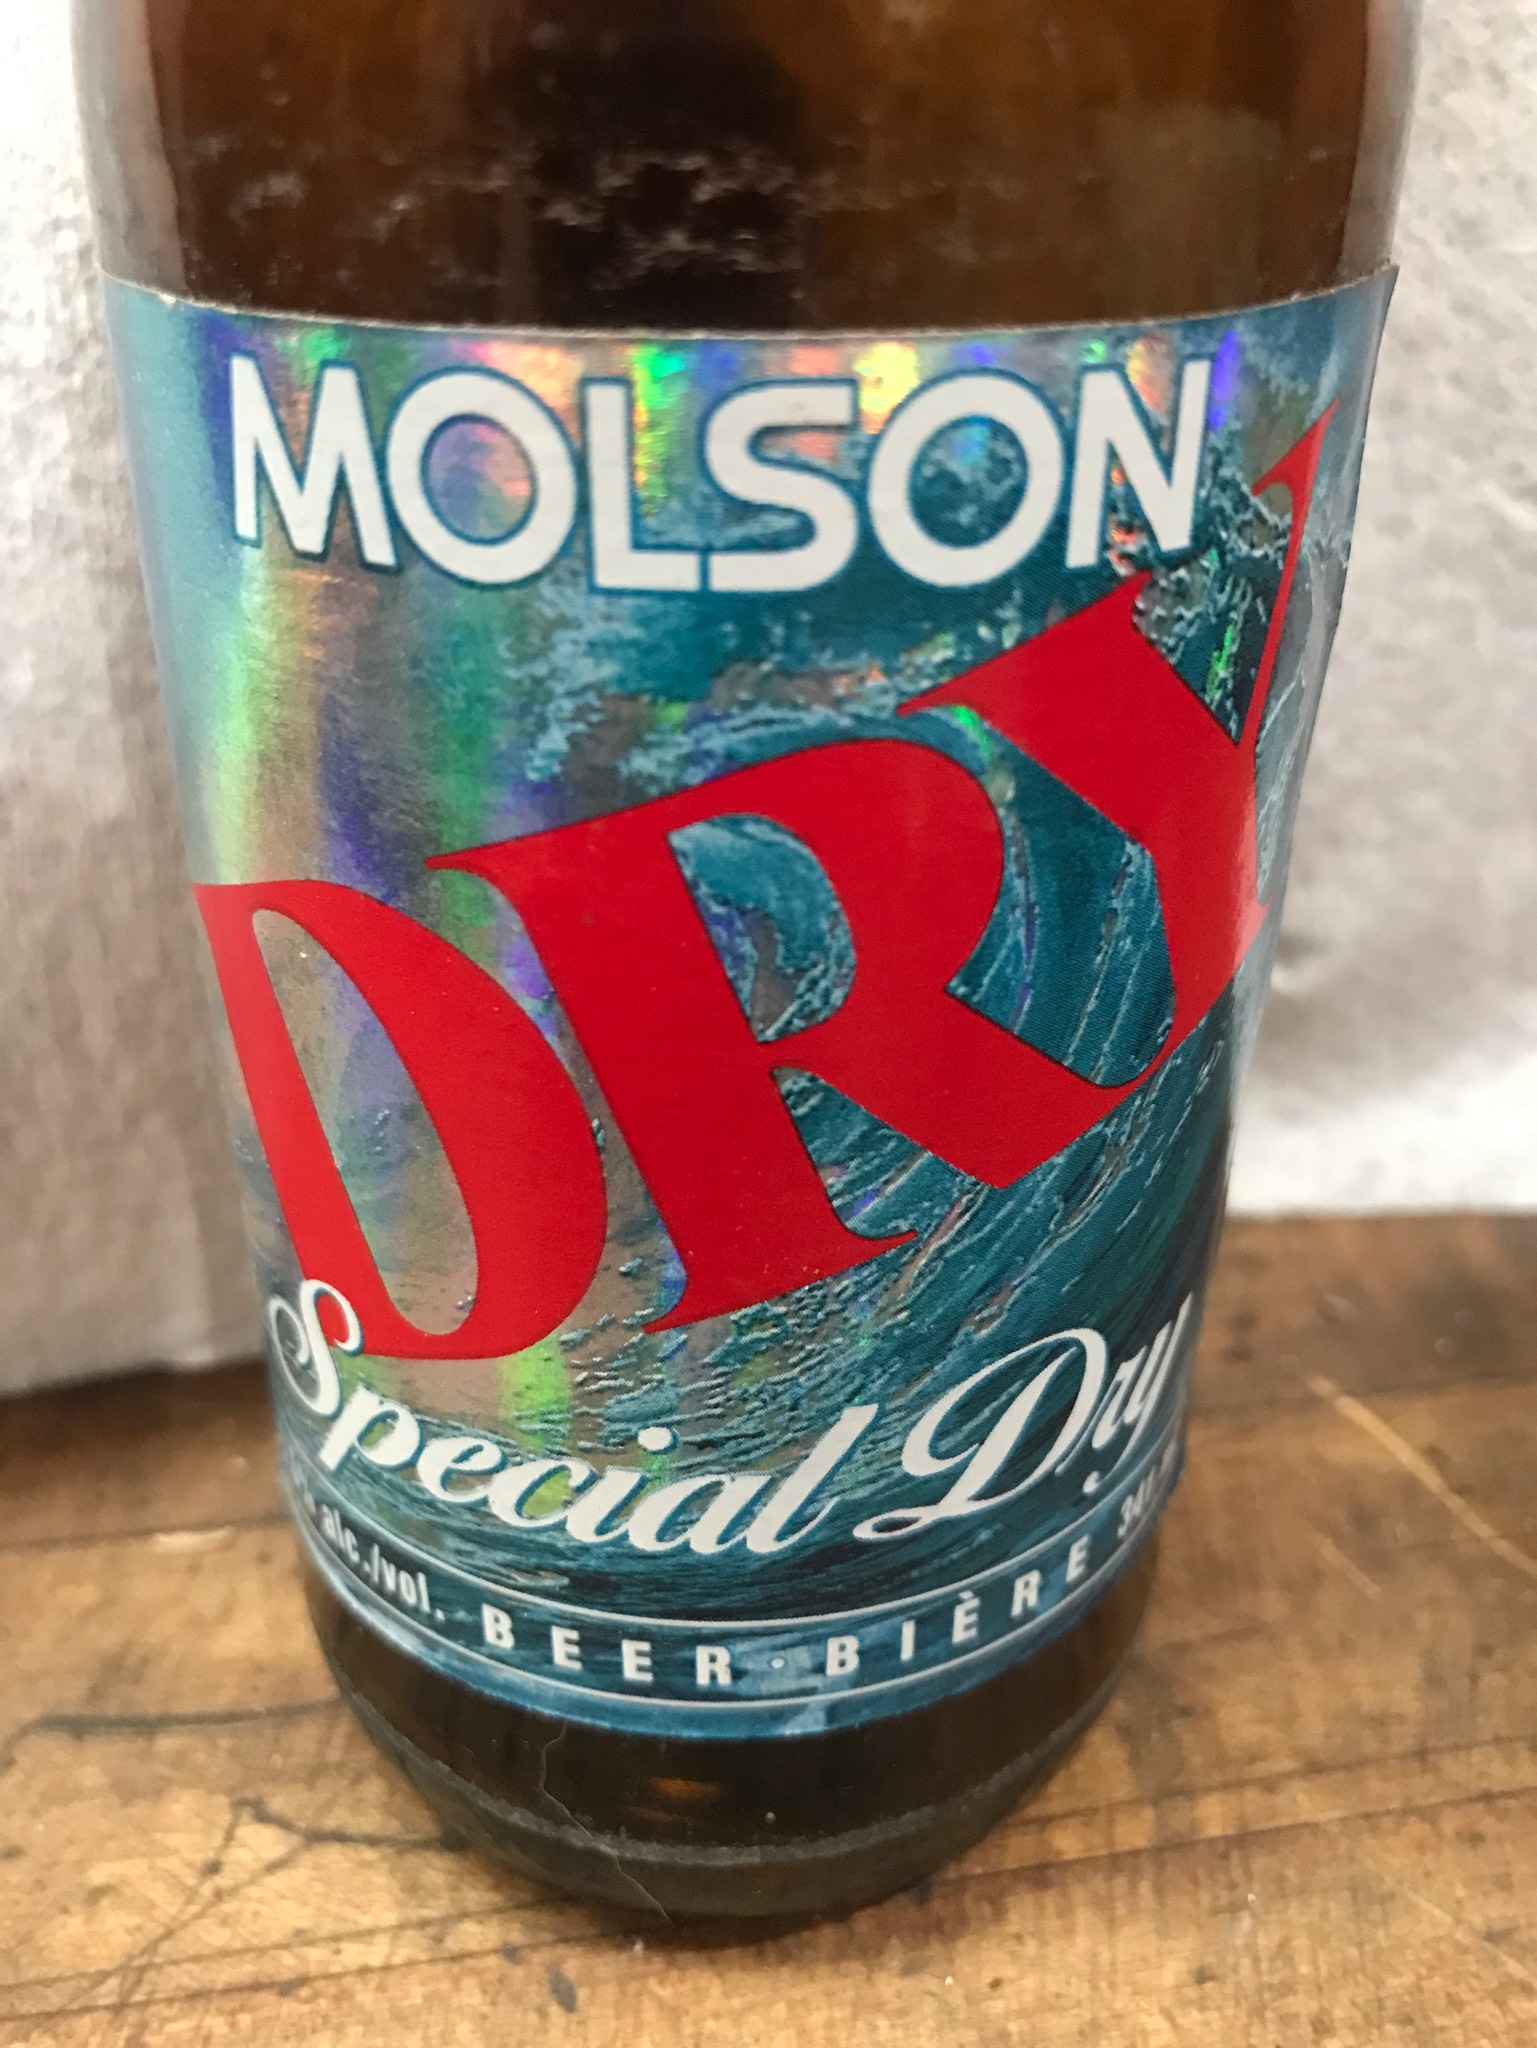 MOLSON
DRY
Special Dry
alc./vol. BEER · BIÈRE